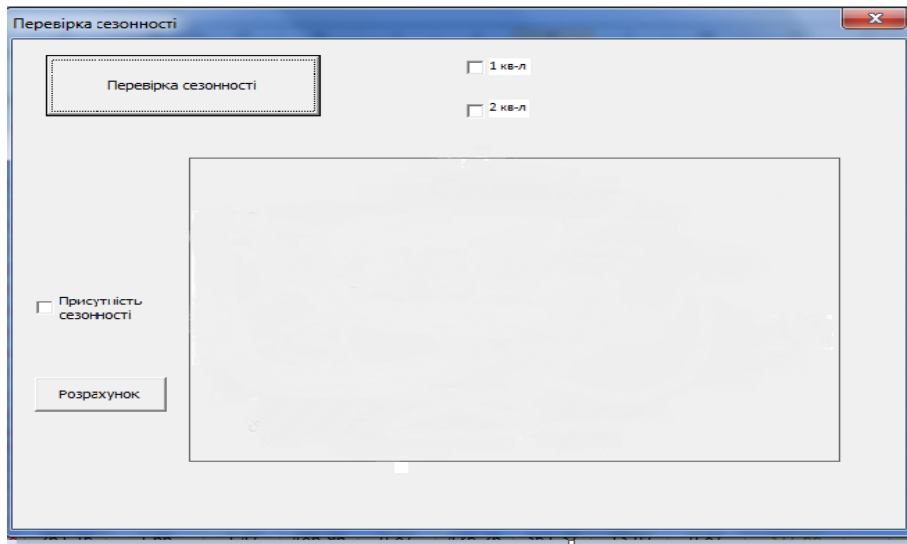 Перевірка сезонності
Перевірка сезонності
1 кв-л
2 кв-л
Присутність
сезонності
Розрахунок